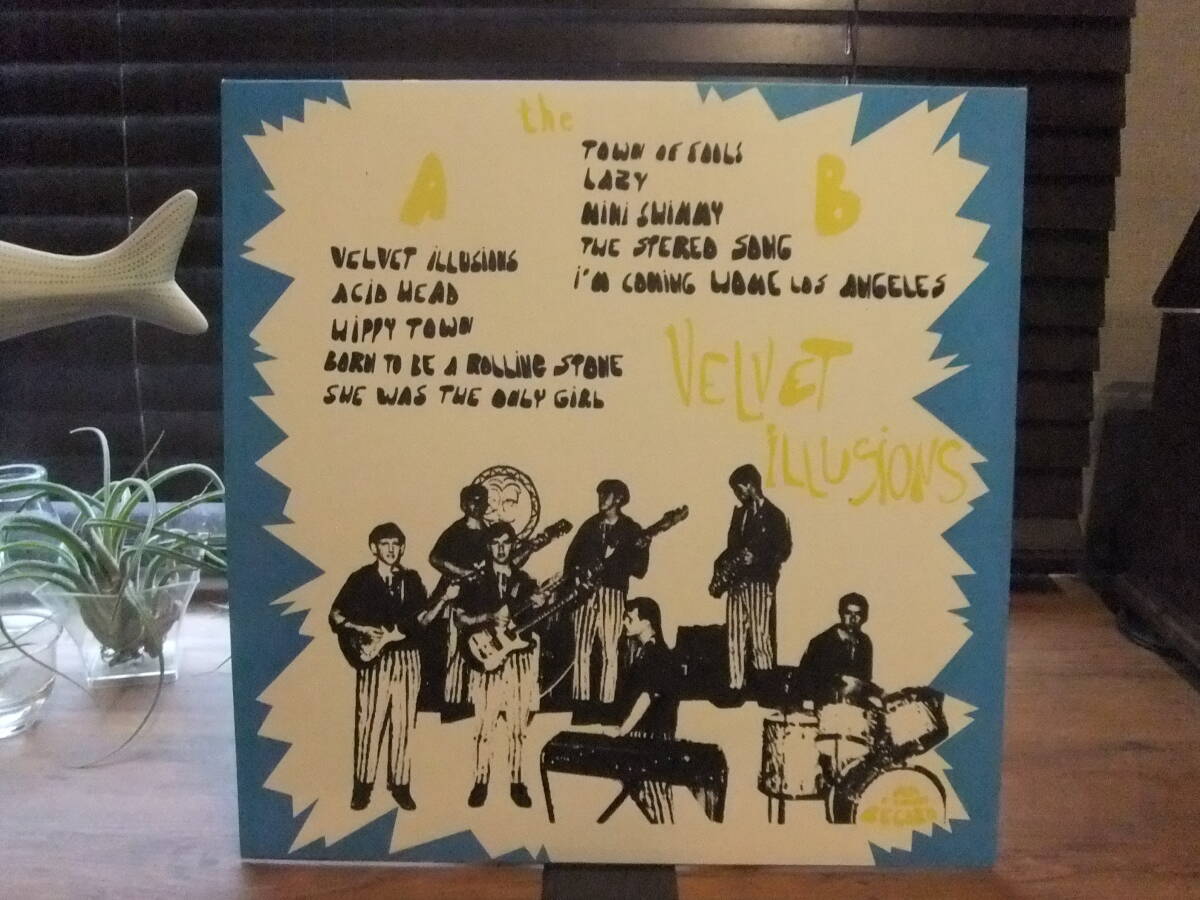 the
A
VELVET iLLUSiONS
ACiD HEAD
HiPPY TOWN
BORN TO BE A ROLLiNG STONE
SHE WAS THE ONLY GiRL
B
TOWN OF FOOLS
LAZY
MiNi SHiMMY
THE STEREO SONG
i'M COMiNG HOME LOS ANGELES
VELVET
iLLUSiONS
RECORD